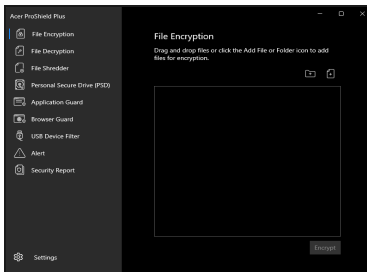 Acer ProShield Plus
File Encryption
File Decryption
File Shredder
Personal Secure Drive (PSD)
Application Guard
Browser Guard
USB Device Filter
Alert
Security Report
Settings
File Encryption
Drag and drop files or click the Add File or Folder icon to add
files for encryption.
Encrypt